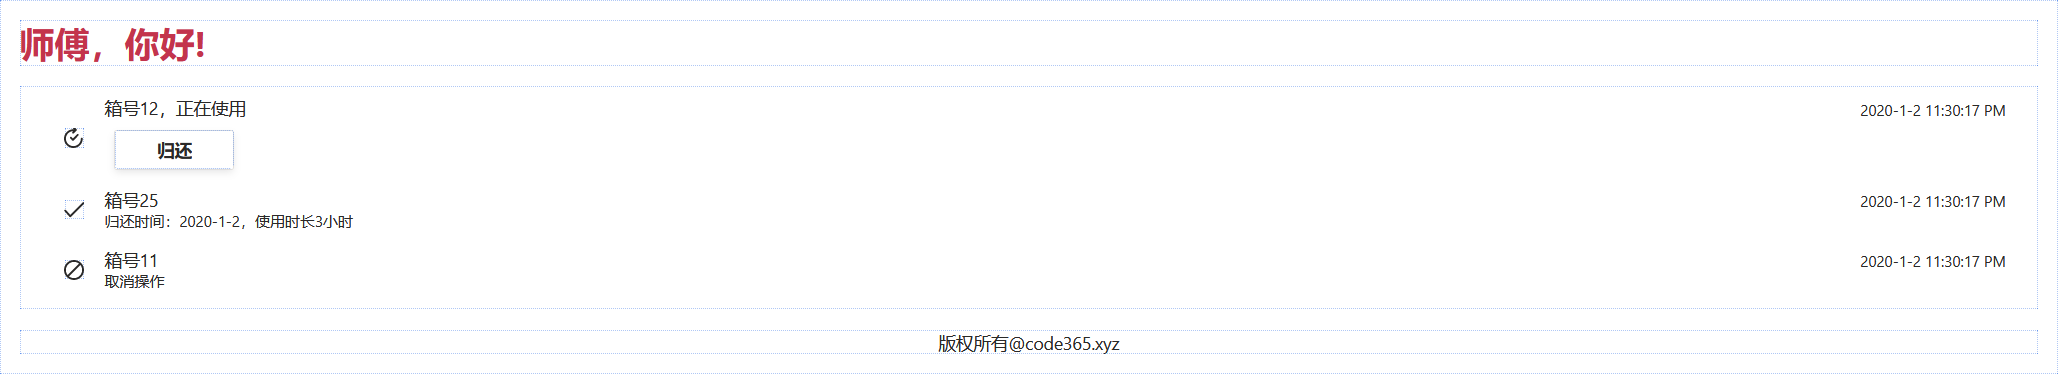 师傅，你好!
箱号12，正在使用
2020-1-2 11:30:17 PM
归还
箱号25
2020-1-2 11:30:17 PM
归还时间：2020-1-2，使用时长3小时
箱号11
2020-1-2 11:30:17 PM
取消操作
版权所有@code365.xyz